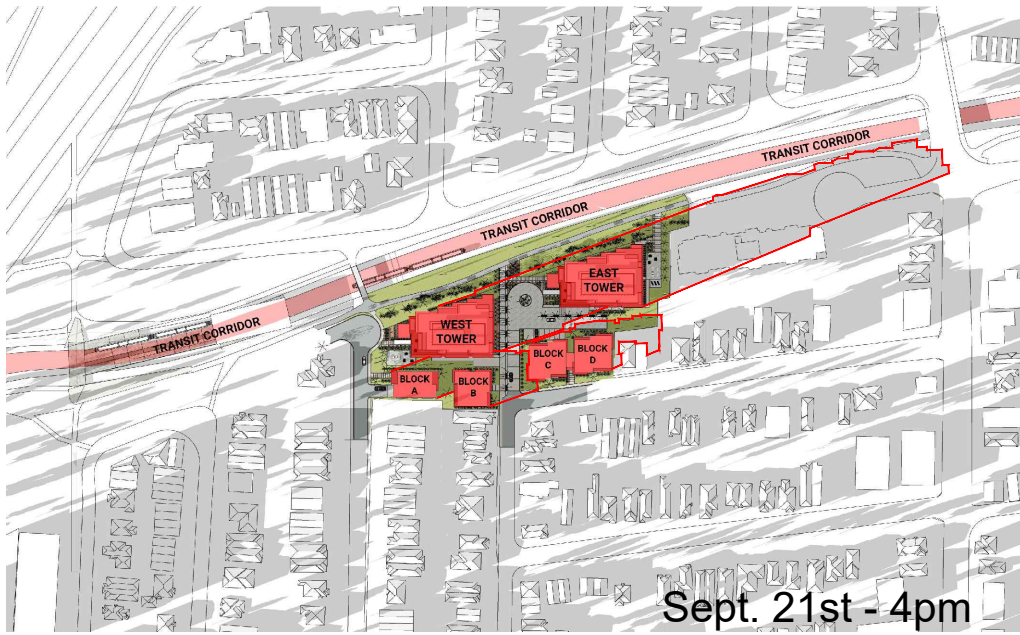 TRANSIT CORRIDOR
TRANSIT CORRIDOR
EAST
TOWER
WEST
TOWER
TRANSIT CORRIDOR
BLOCK
C
BLOCK
D
BLOCK
A
BLOCK
B
Sept. 21st - 4pm